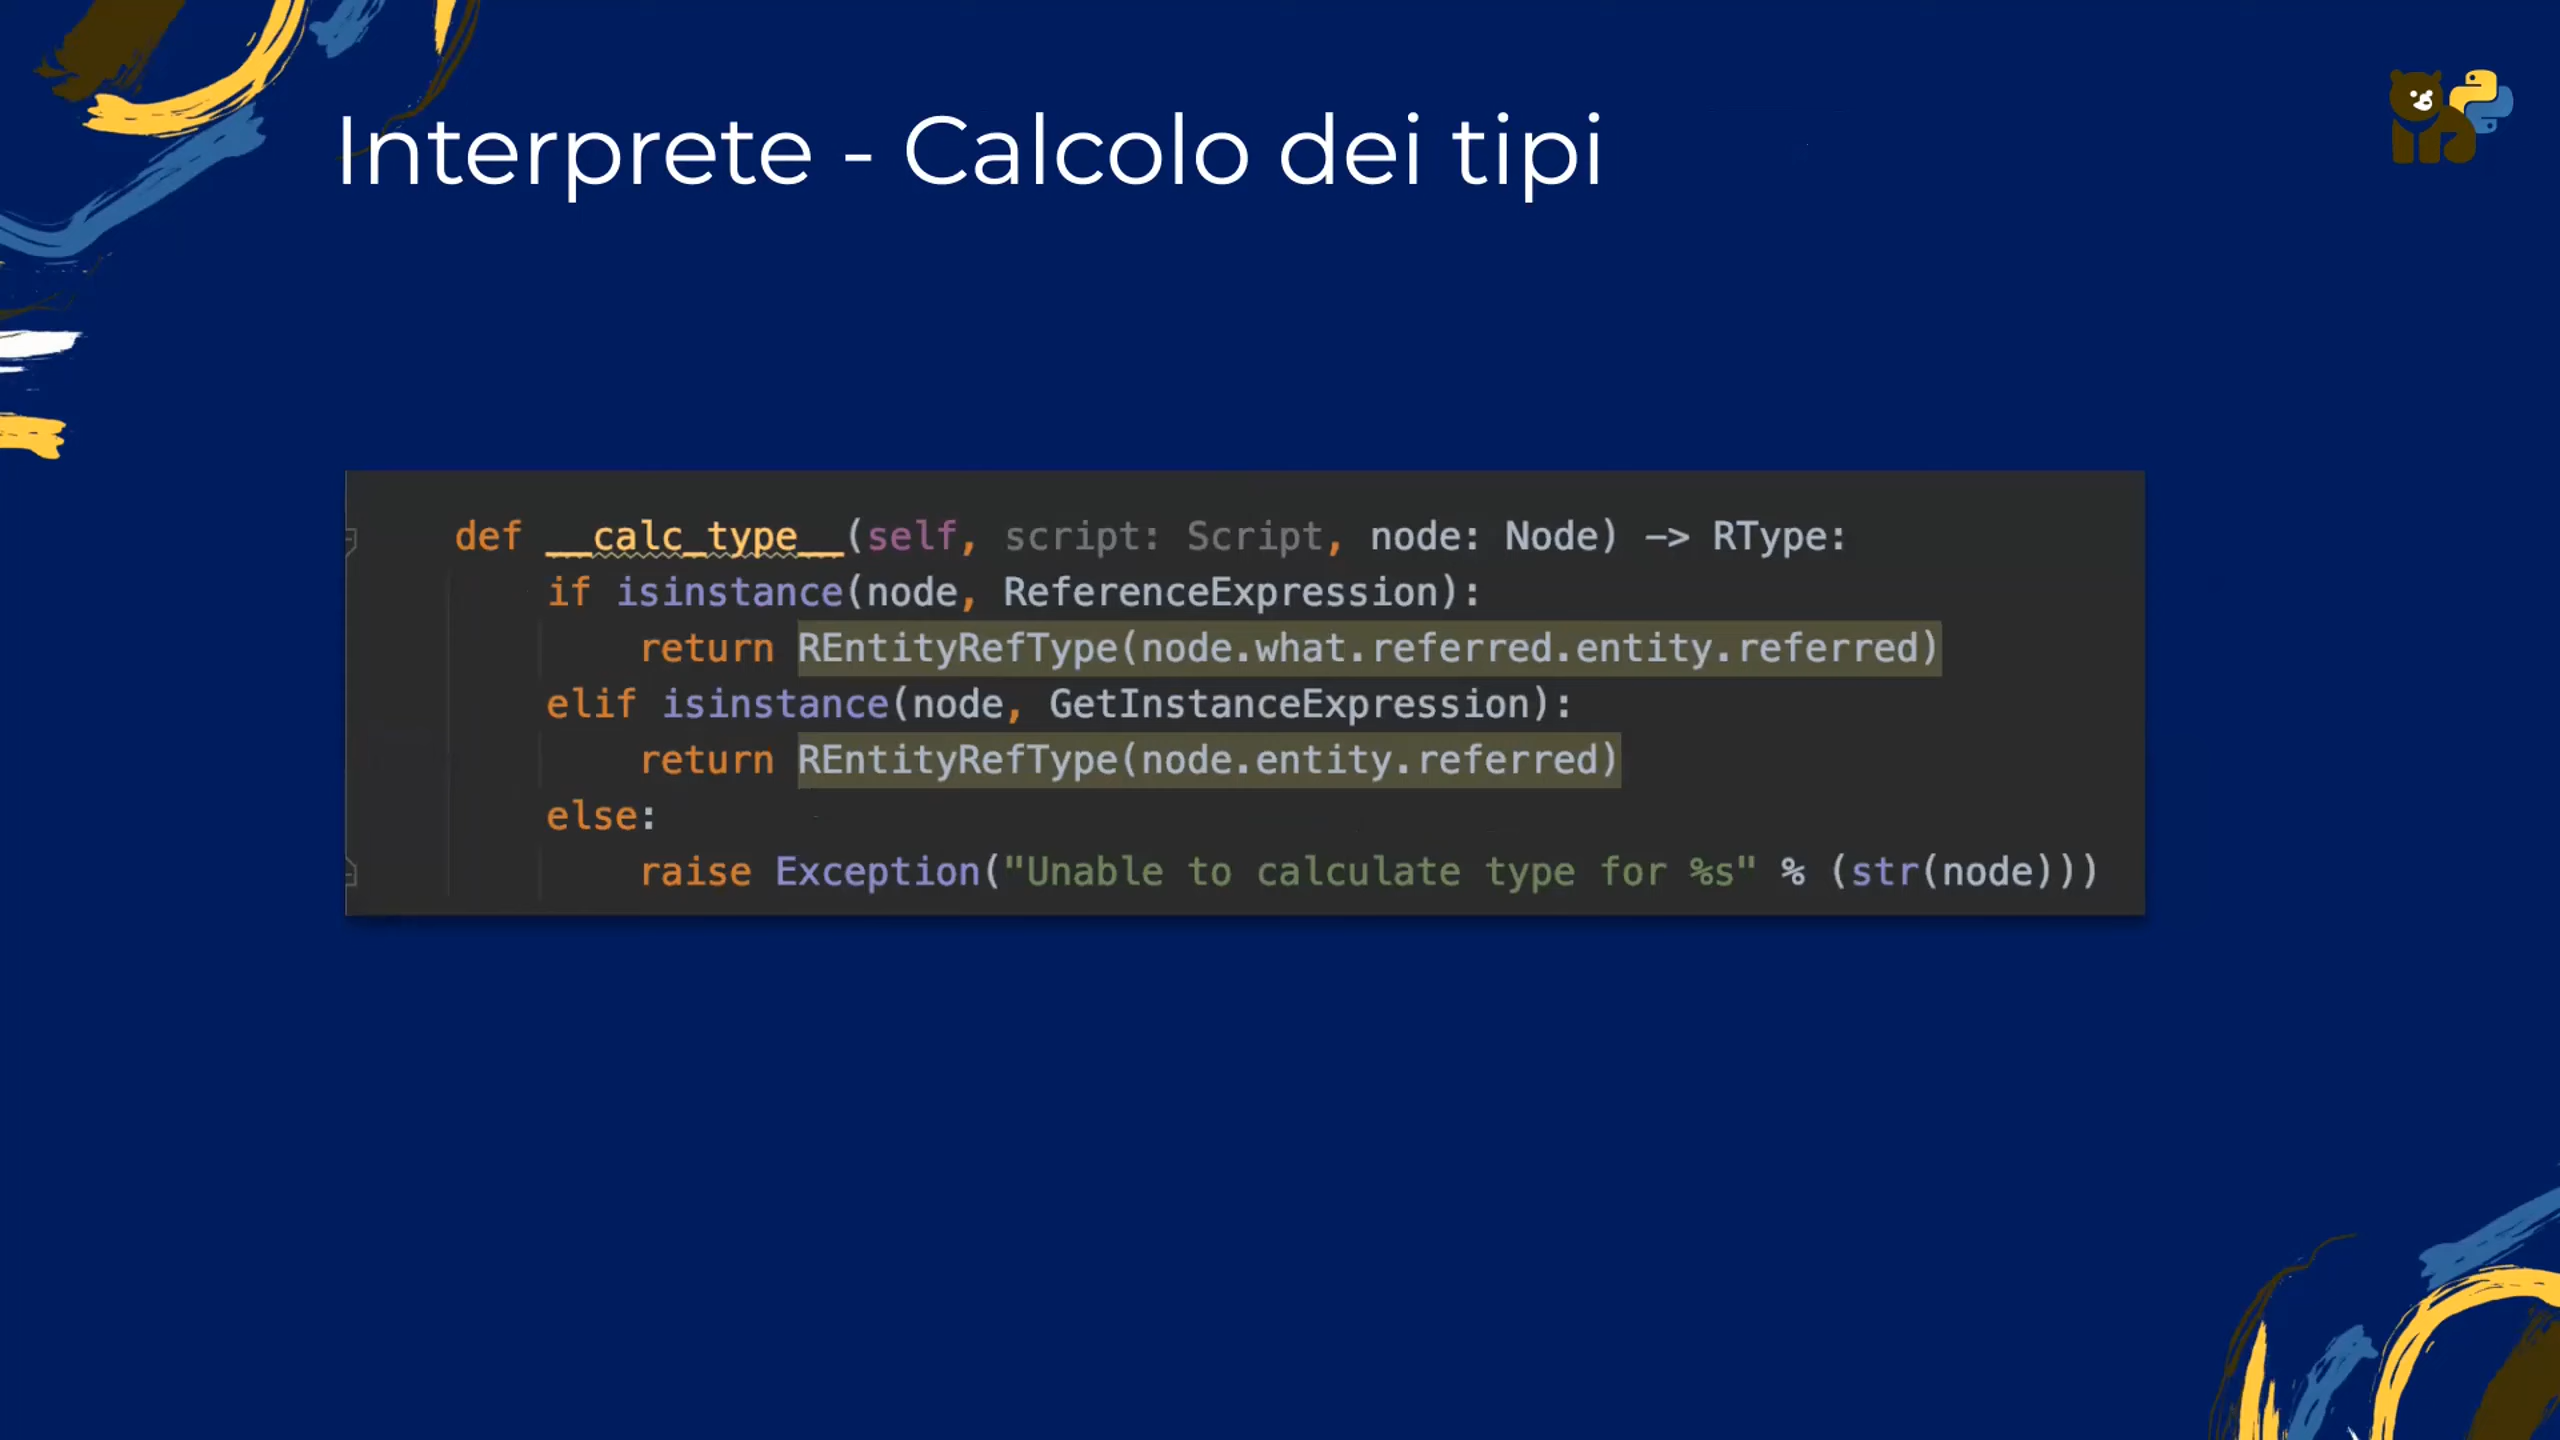 Interprete - Calcolo dei tipi
def __calc_type__(self, script: Script, node: Node) -> RType:
if isinstance(node, ReferenceExpression):
return REntityRefType(node.what.referred.entity.referred)
elif isinstance(node, GetInstanceExpression):
return REntityRefType(node.entity.referred)
else:
raise Exception("Unable to calculate type for %s" % (str(node)))